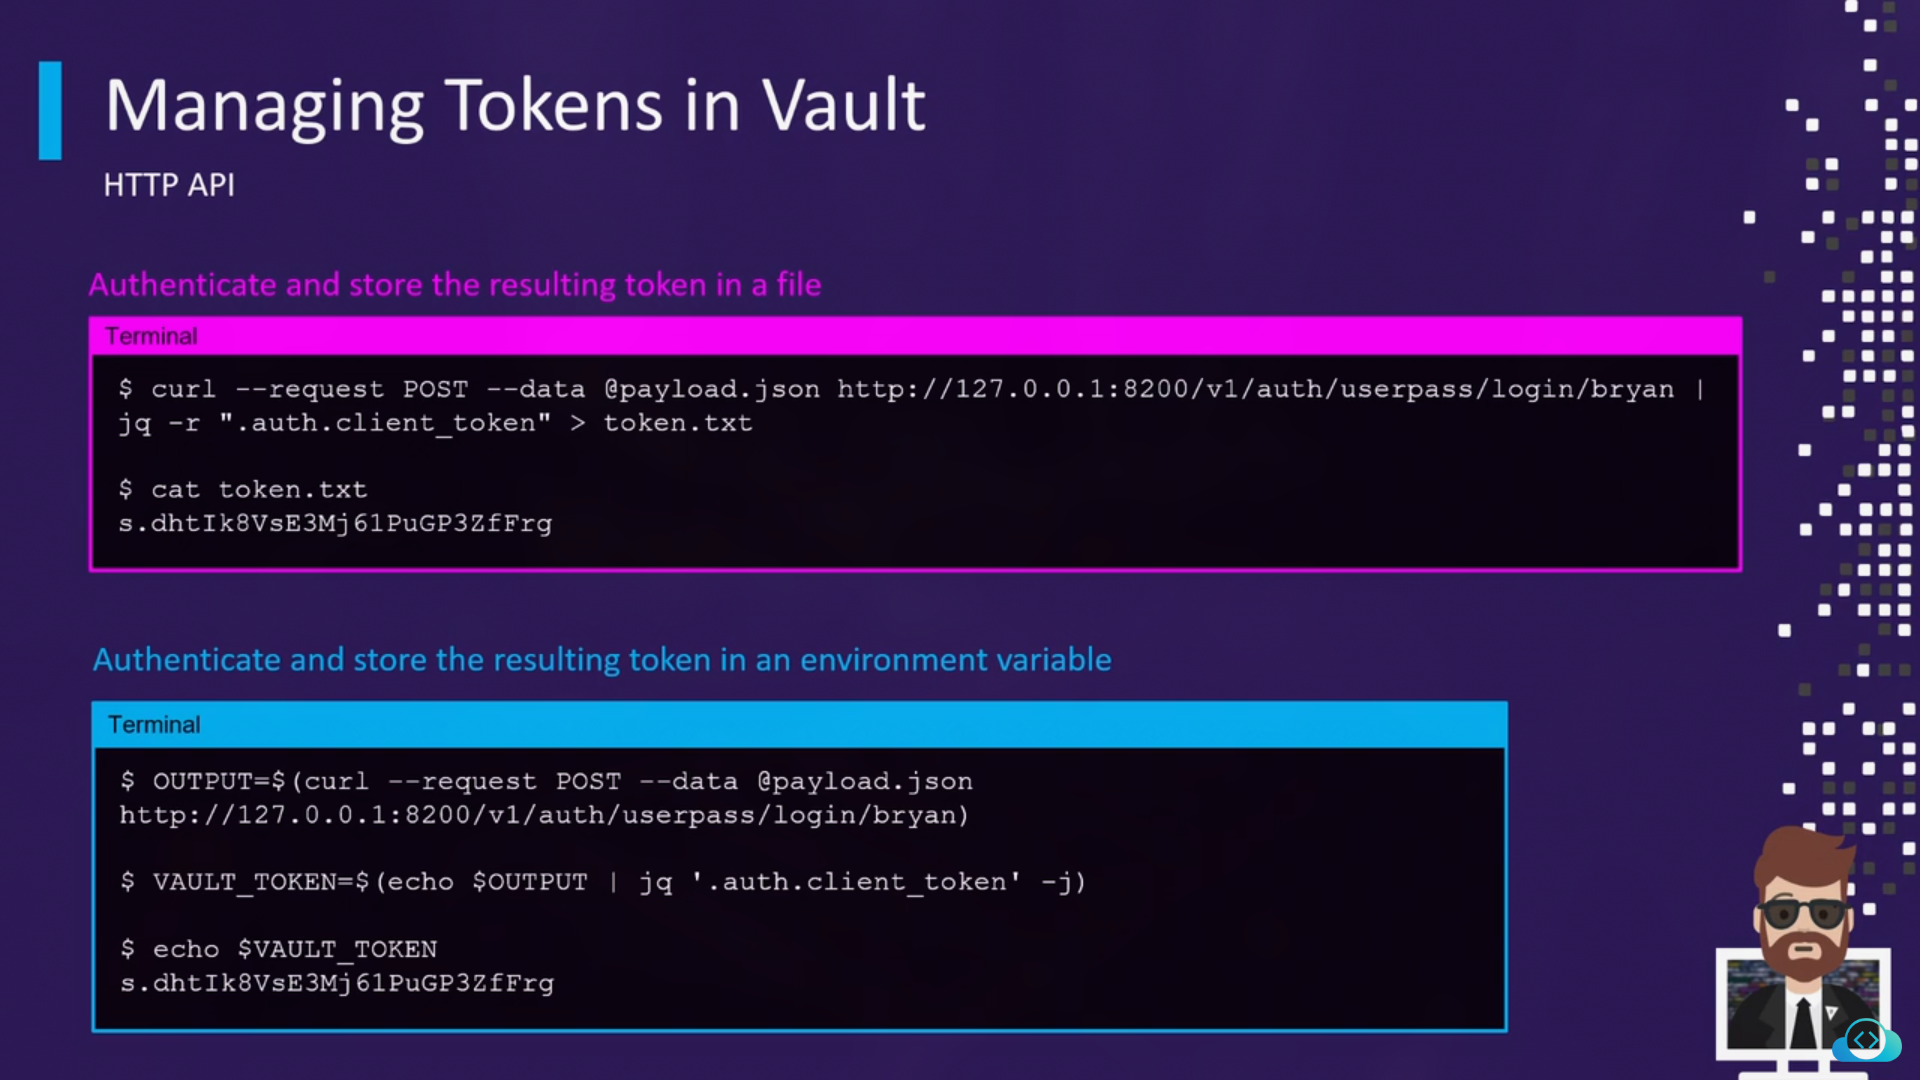 Managing Tokens in Vault
HTTP API
Authenticate and store the resulting token in a file
Terminal
$ curl --request POST --data @payload.json http://127.0.0.1:8200/v1/auth/userpass/login/bryan |
jq -r ".auth.client_token" > token.txt
$ cat token.txt
s.dhtIk8VsE3Mj61PuGP3ZfFrg
Authenticate and store the resulting token in an environment variable
Terminal
$ OUTPUT=$(curl --request POST --data @payload.json
http://127.0.0.1:8200/v1/auth/userpass/login/bryan)
$ VAULT_TOKEN=$(echo $OUTPUT | jq '.auth.client_token' -j)
$ echo $VAULT_TOKEN
s.dhtIk8VsE3Mj61PuGP3ZfFrg